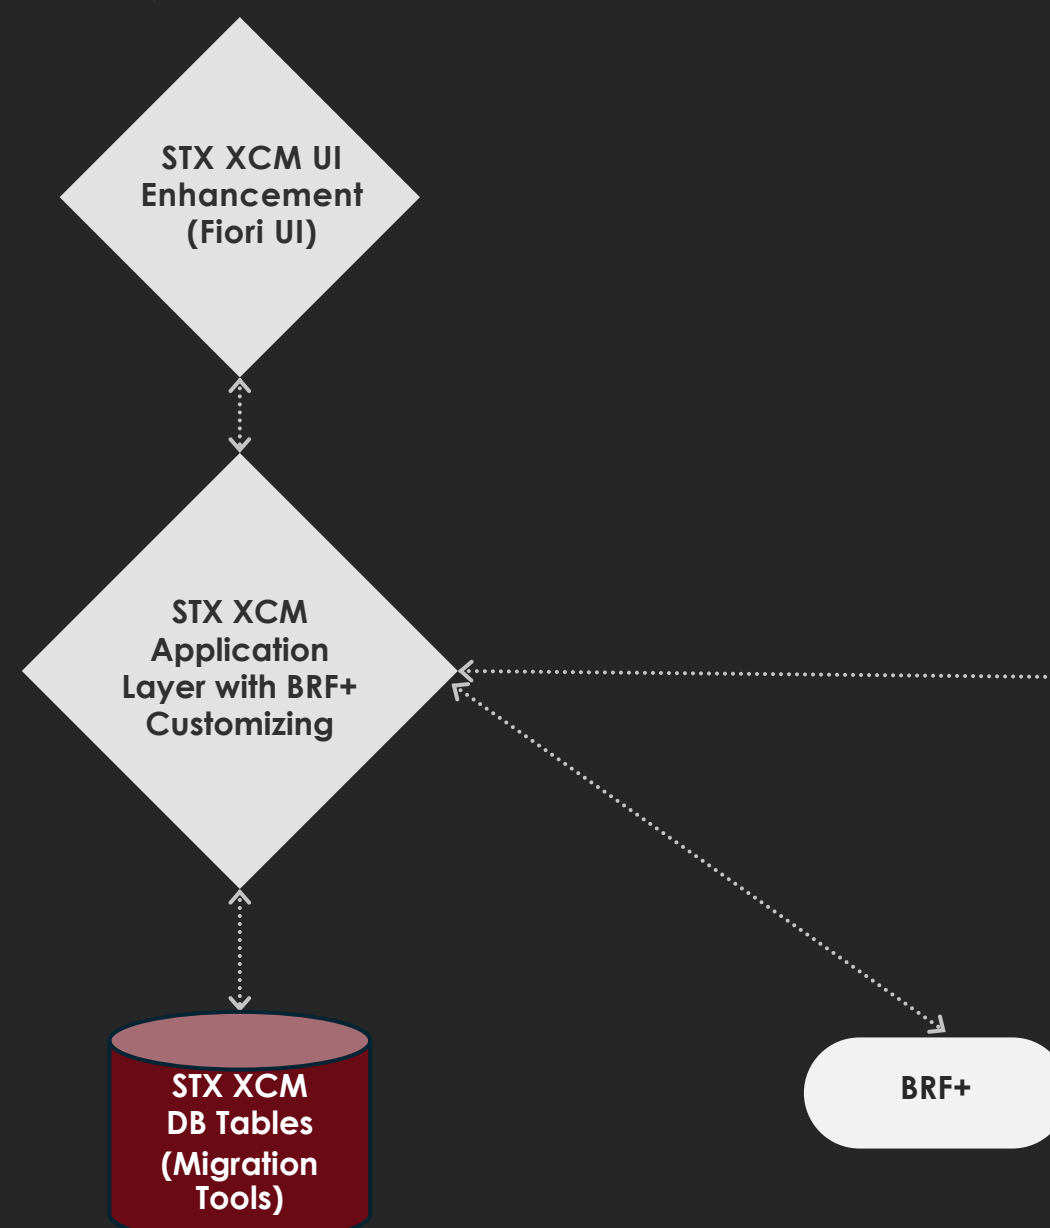 STX XCM UI
Enhancement
(Fiori UI)
STX XCM
Application
Layer with BRF+
Customizing
STX XCM
DB Tables
(Migration
Tools)
BRF+